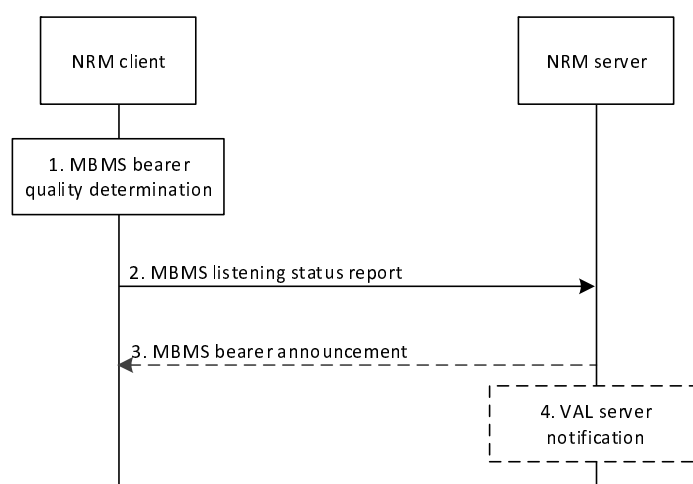 NRM client
NRM server
1. MBMS bearer
quality determination
2. MBMS listening status report
3. MBMS bearer announcement
4. VAL server
notification